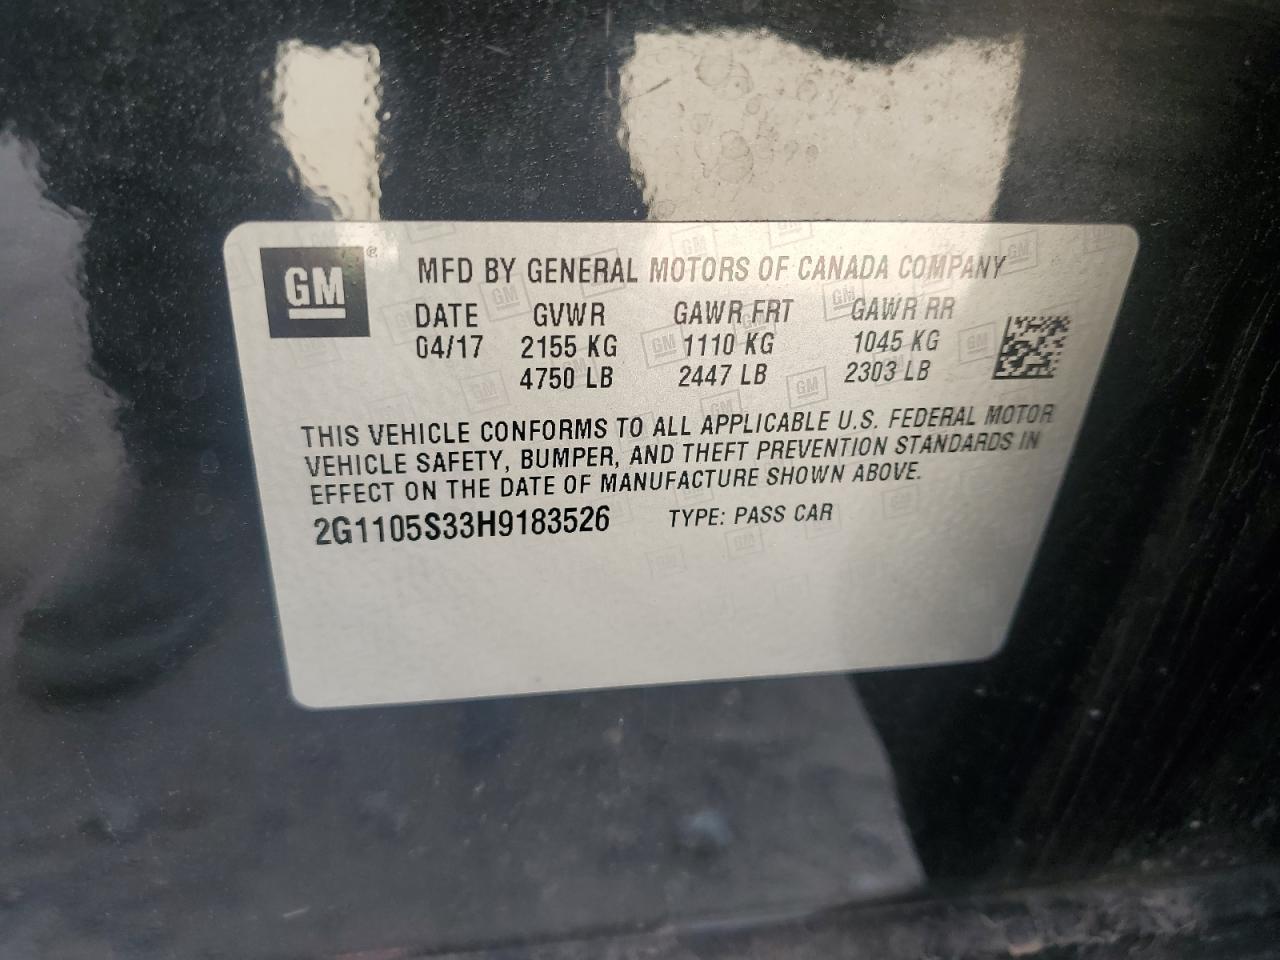 GM ®
MFD BY GENERAL MOTORS OF CANADA COMPANY
DATE GVWR GAWR FRT GAWR RR
04/17 2155 KG 1110 KG 1045 KG
4750 LB 2447 LB 2303 LB
THIS VEHICLE CONFORMS TO ALL APPLICABLE U.S. FEDERAL MOTOR
VEHICLE SAFETY, BUMPER, AND THEFT PREVENTION STANDARDS IN
EFFECT ON THE DATE OF MANUFACTURE SHOWN ABOVE.
2G1105S33H9183526 TYPE: PASS CAR